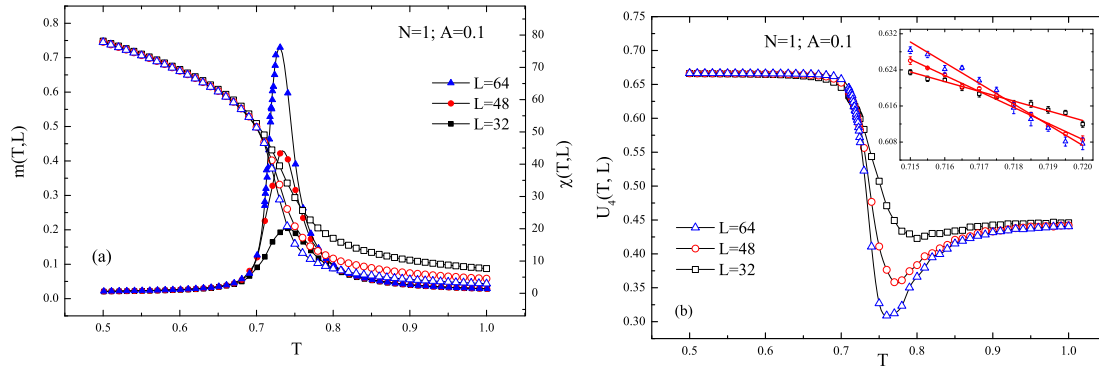 N=1; A=0.1
L=64
L=48
L=32
(a)
m(T,L)
0.8
0.7
0.6
0.5
0.4
0.3
0.2
0.1
0.0
χ(T,L)
80
70
60
50
40
30
20
10
0
0.5 0.6 0.7 0.8 0.9 1.0
T
N=1; A=0.1
L=64
L=48
L=32
(b)
U4(T, L)
0.75
0.70
0.65
0.60
0.55
0.50
0.45
0.40
0.35
0.30
0.5 0.6 0.7 0.8 0.9 1.0
T
0.632
0.624
0.616
0.608
0.715 0.716 0.717 0.718 0.719 0.720